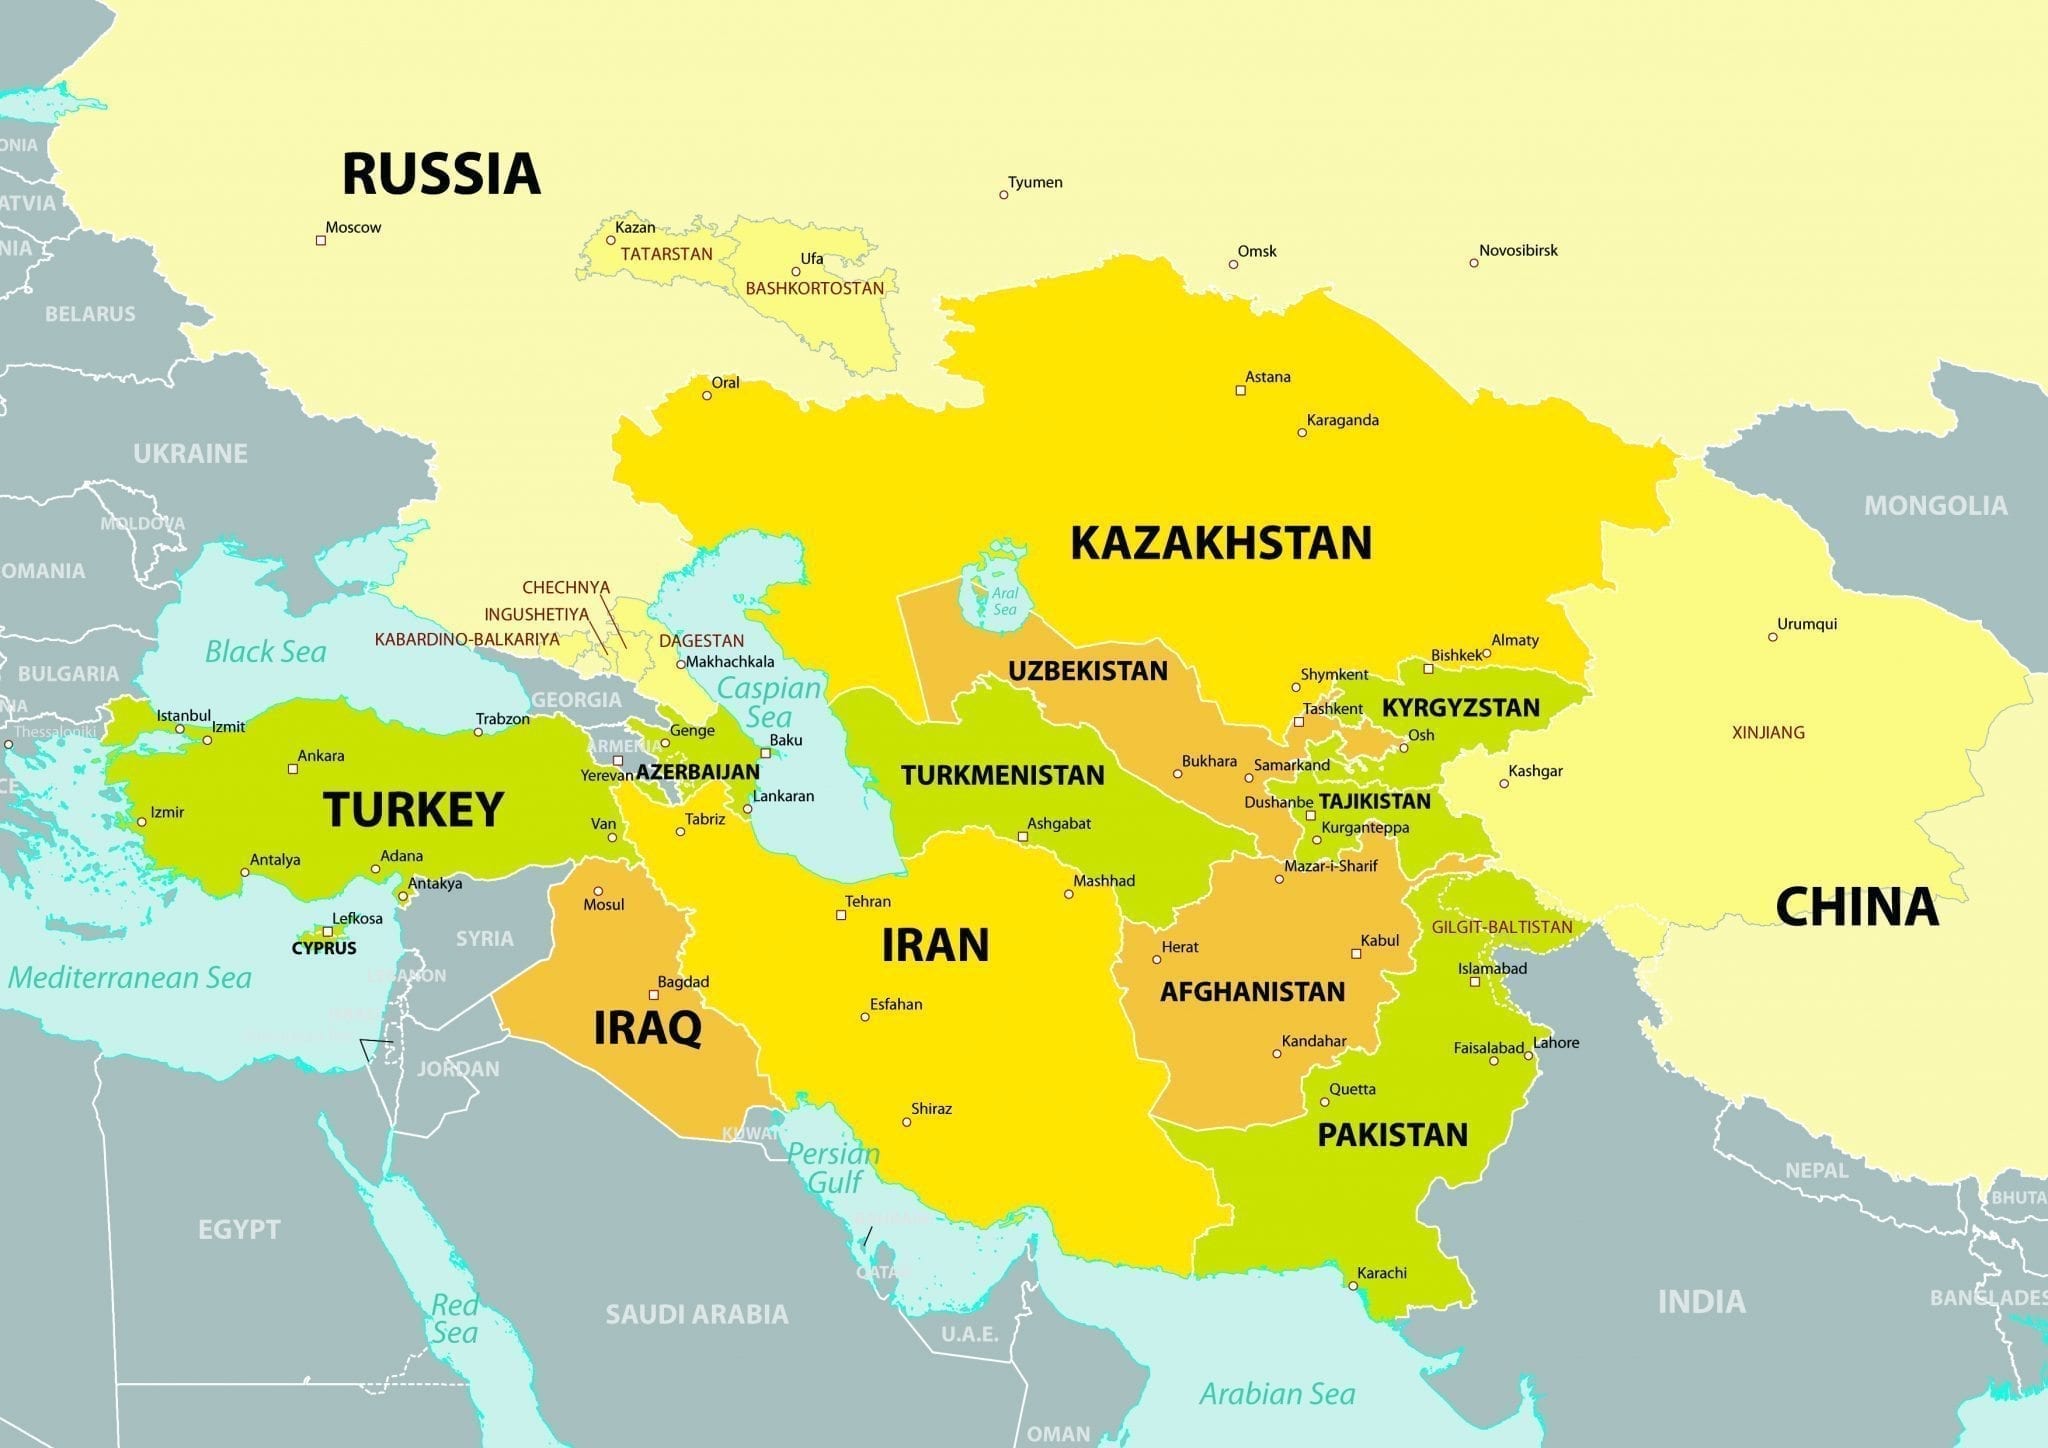 RUSSIA
Moscow
Kazan
TATARSTAN
Ufa
BASHKORTOSTAN
Tyumen
Omsk
Novosibirsk
ONIA
ATVIA
NIA
BELARUS
UKRAINE
MOLDOVA
OMANIA
BULGARIA
NIA
Thessaloniki
CE
Oral
Astana
Karaganda
KAZAKHSTAN
MONGOLIA
Aral
Sea
CHECHNYA
INGUSHETIYA
KABARDINO-BALKARIYA
DAGESTAN
Makhachkala
Black Sea
Caspian
Sea
UZBEKISTAN
Shymkent
Tashkent
Bishkek
Almaty
KYRGYZSTAN
Osh
Urumqui
XINJIANG
Kashgar
CHINA
GEORGIA
ARMENIA
Yerevan
Genge
Baku
AZERBAIJAN
Lankaran
Istanbul
Izmit
Trabzon
Ankara
TURKEY
Izmir
Antalya
Adana
Antakya
Van
Tabriz
TURKMENISTAN
Ashgabat
Bukhara
Samarkand
Dushanbe
TAJIKISTAN
Kurganteppa
Mazar-i-Sharif
Mashhad
Lefkosa
CYPRUS
Mediterranean Sea
SYRIA
LEBANON
JORDAN
Mosul
Bagdad
IRAQ
Tehran
IRAN
Esfahan
Shiraz
Herat
Kabul
AFGHANISTAN
Kandahar
GILGIT-BALTISTAN
Islamabad
Faisalabad
Lahore
Quetta
PAKISTAN
Karachi
KUWAI
Persian
Gulf
QATA
EGYPT
Red
Sea
SAUDI ARABIA
U.A.E.
OMAN
Arabian Sea
INDIA
NEPAL
BHUTA
BANGLADES